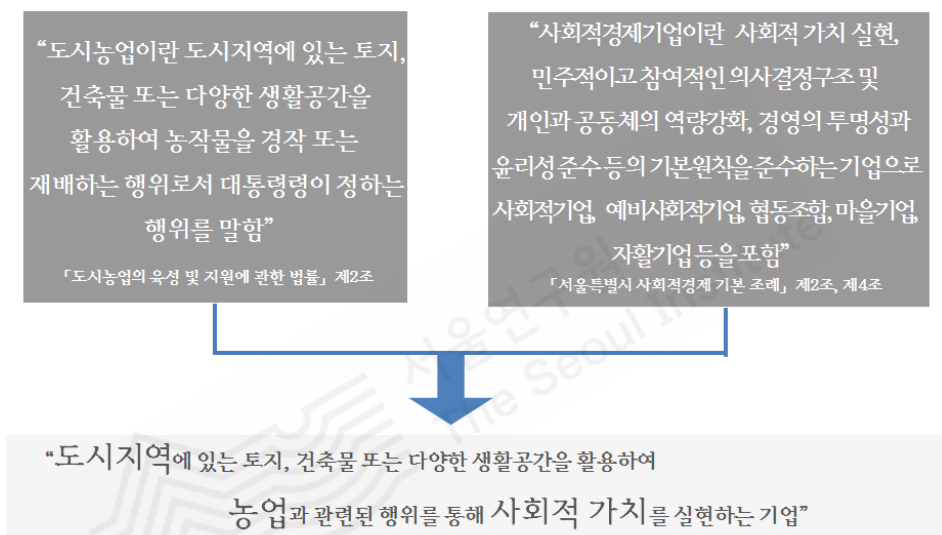 “도시농업이란 도시지역에 있는 토지,
건축물 또는 다양한 생활공간을
활용하여 농작물을 경작 또는
재배하는 행위로서 대통령령이 정하는
행위를 말함”
「도시농업의 육성 및 지원에 관한 법률」 제2조
“사회적경제기업이란 사회적 가치 실현,
민주적이고 참여적인 의사결정구조 및
개인과 공동체의 역량강화, 경영의 투명성과
윤리성 준수 등의 기본원칙을 준수하는 기업으로
사회적기업, 예비사회적기업, 협동조합, 마을기업,
자활기업 등을 포함”
「서울특별시 사회적경제 기본 조례」 제2조, 제4조
서울연구원
The Seoul Institute
“도시지역에 있는 토지, 건축물 또는 다양한 생활공간을 활용하여
농업과 관련된 행위를 통해 사회적 가치를 실현하는 기업”